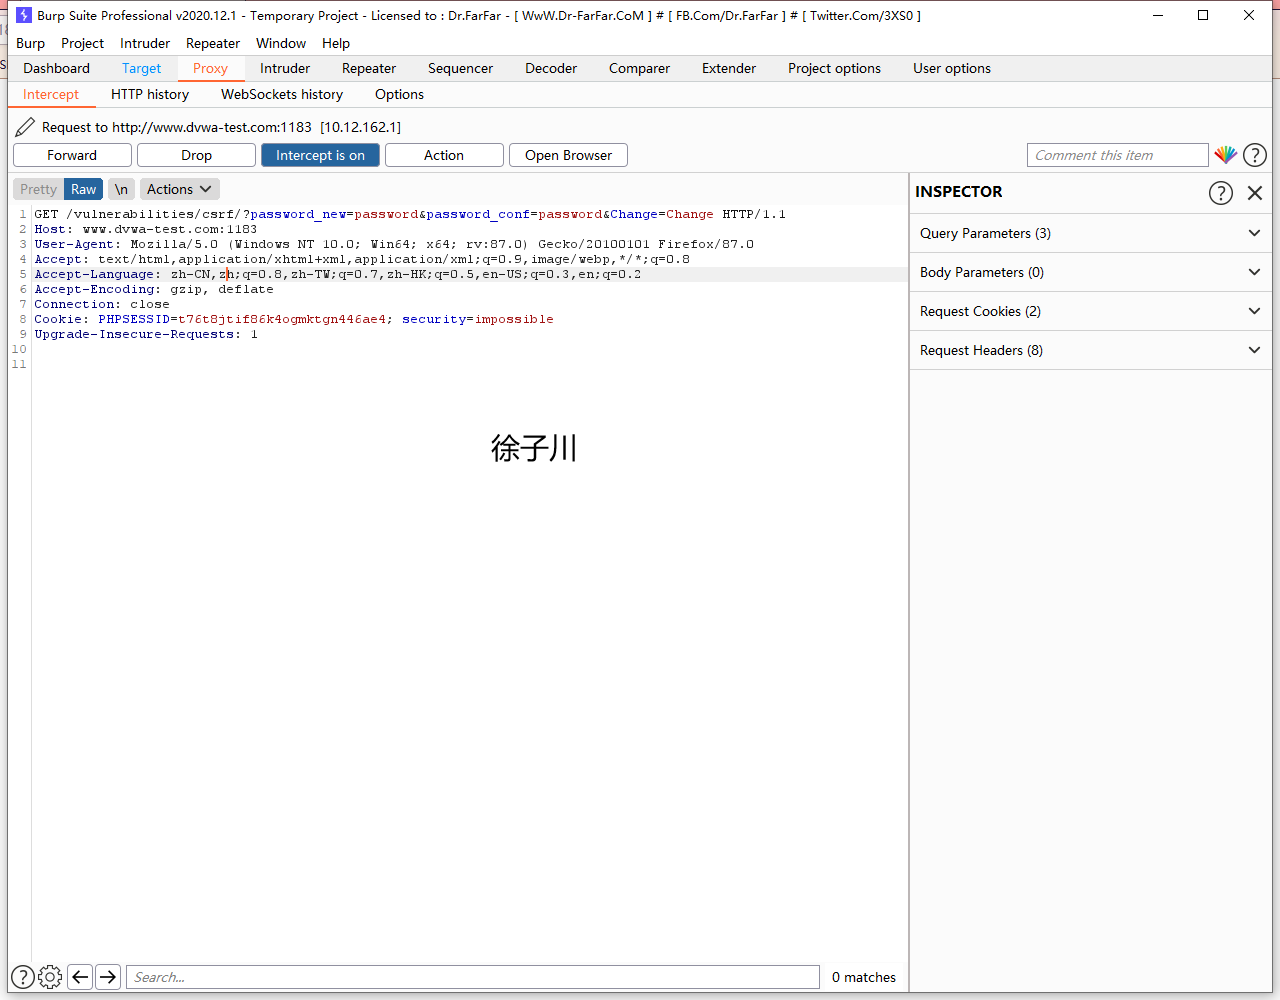 Burp Suite Professional v2020.12.1 - Temporary Project - Licensed to : Dr.FarFar - [ WwW.Dr-FarFar.CoM ] # [ FB.Com/Dr.FarFar ] # [ Twitter.Com/3XS0 ]
Burp Project Intruder Repeater Window Help
Dashboard Target Proxy Intruder Repeater Sequencer Decoder Comparer Extender Project options User options
Intercept HTTP history WebSockets history Options
Request to http://www.dvwa-test.com:1183 [10.12.162.1]
Forward Drop Intercept is on Action Open Browser Comment this item ?
Pretty Raw \n Actions
1 GET /vulnerabilities/csrf/?password_new=password&password_conf=password&Change=Change HTTP/1.1
2 Host: www.dvwa-test.com:1183
3 User-Agent: Mozilla/5.0 (Windows NT 10.0; Win64; x64; rv:87.0) Gecko/20100101 Firefox/87.0
4 Accept: text/html,application/xhtml+xml,application/xml;q=0.9,image/webp,*/*;q=0.8
5 Accept-Language: zh-CN,zh;q=0.8,zh-TW;q=0.7,zh-HK;q=0.5,en-US;q=0.3,en;q=0.2
6 Accept-Encoding: gzip, deflate
7 Connection: close
8 Cookie: PHPSESSID=t76t8jtif86k4ogmktgn446ae4; security=impossible
9 Upgrade-Insecure-Requests: 1
10
11
徐子川
INSPECTOR ?
Query Parameters (3)
Body Parameters (0)
Request Cookies (2)
Request Headers (8)
? Search... 0 matches